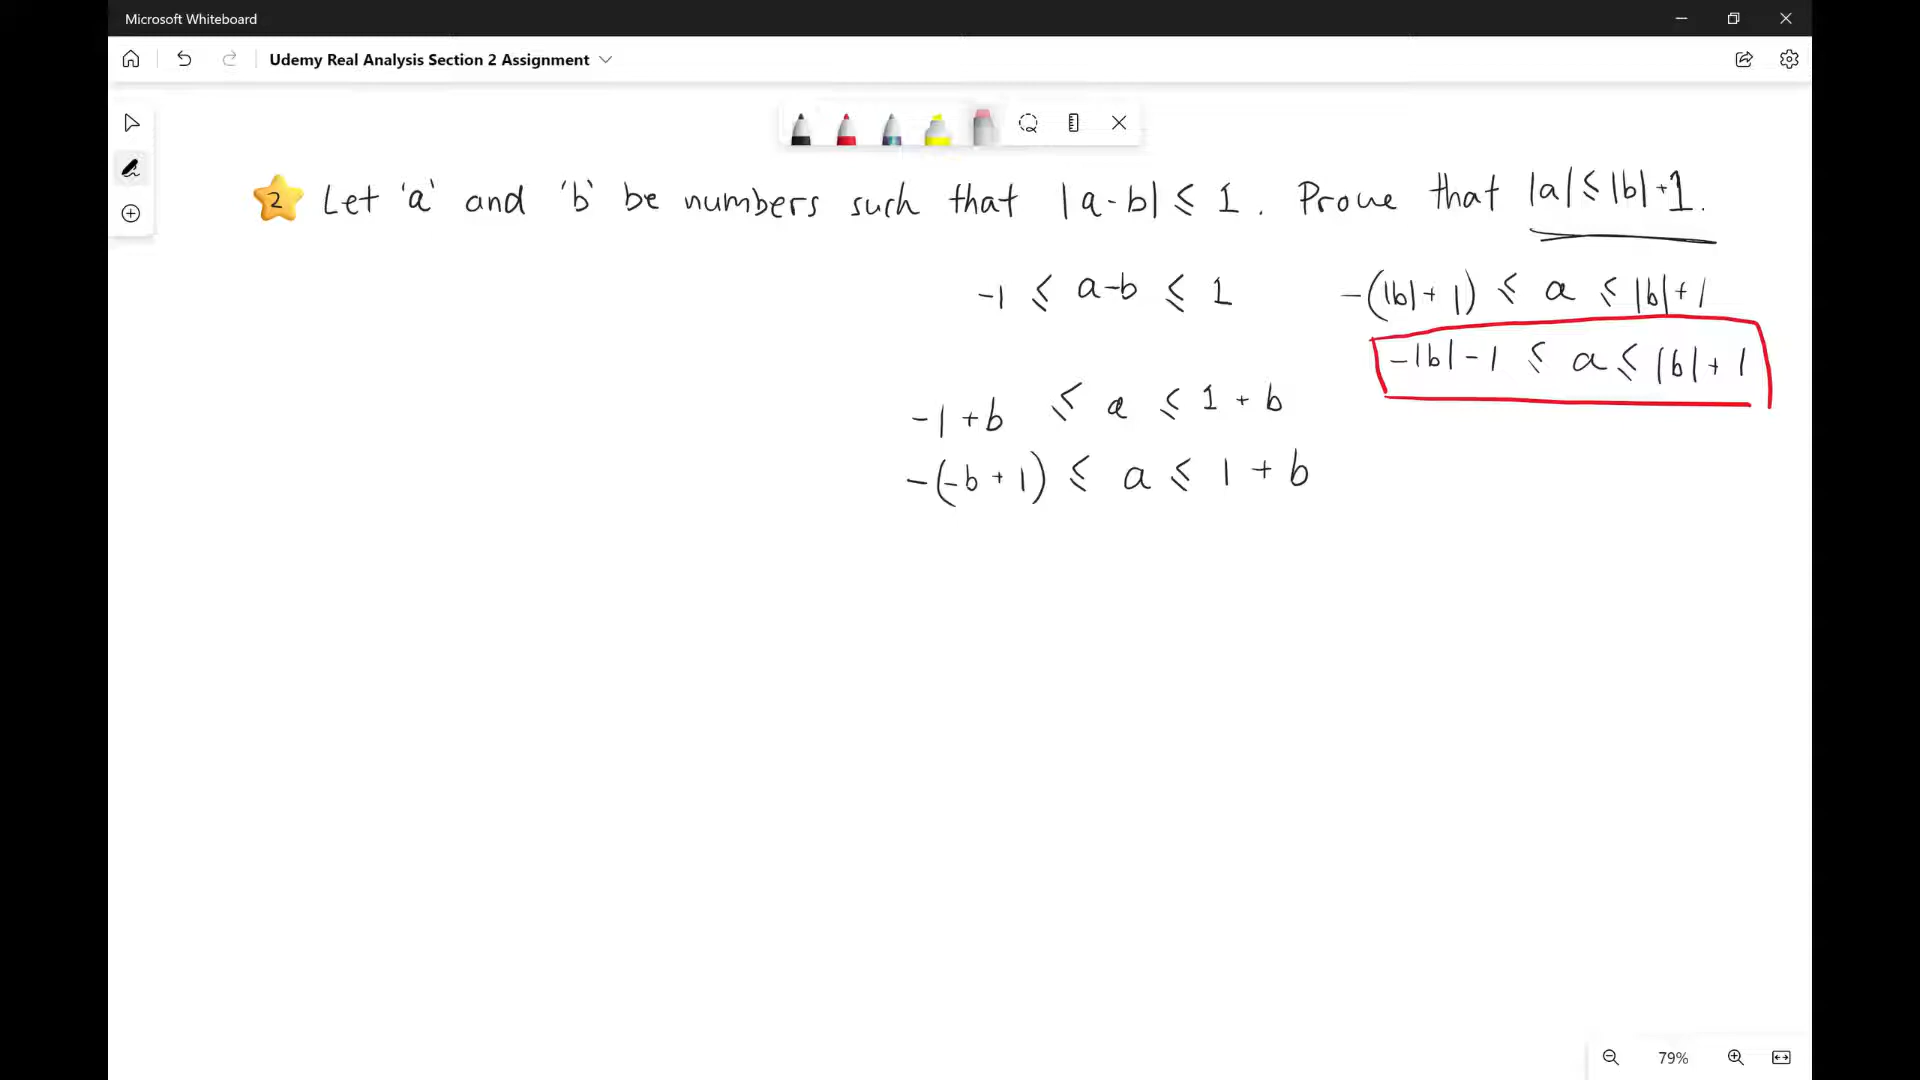 Microsoft Whiteboard
Udemy Real Analysis Section 2 Assignment
2 Let 'a' and 'b' be numbers such that |a-b| ≤ 1. Prove that |a| ≤ |b|+1.
-1 ≤ a-b ≤ 1
-(|b|+1) ≤ a ≤ |b|+1
-|b|-1 ≤ a ≤ |b|+1
-1+b ≤ a ≤ 1+b
-(-b+1) ≤ a ≤ 1+b
79%